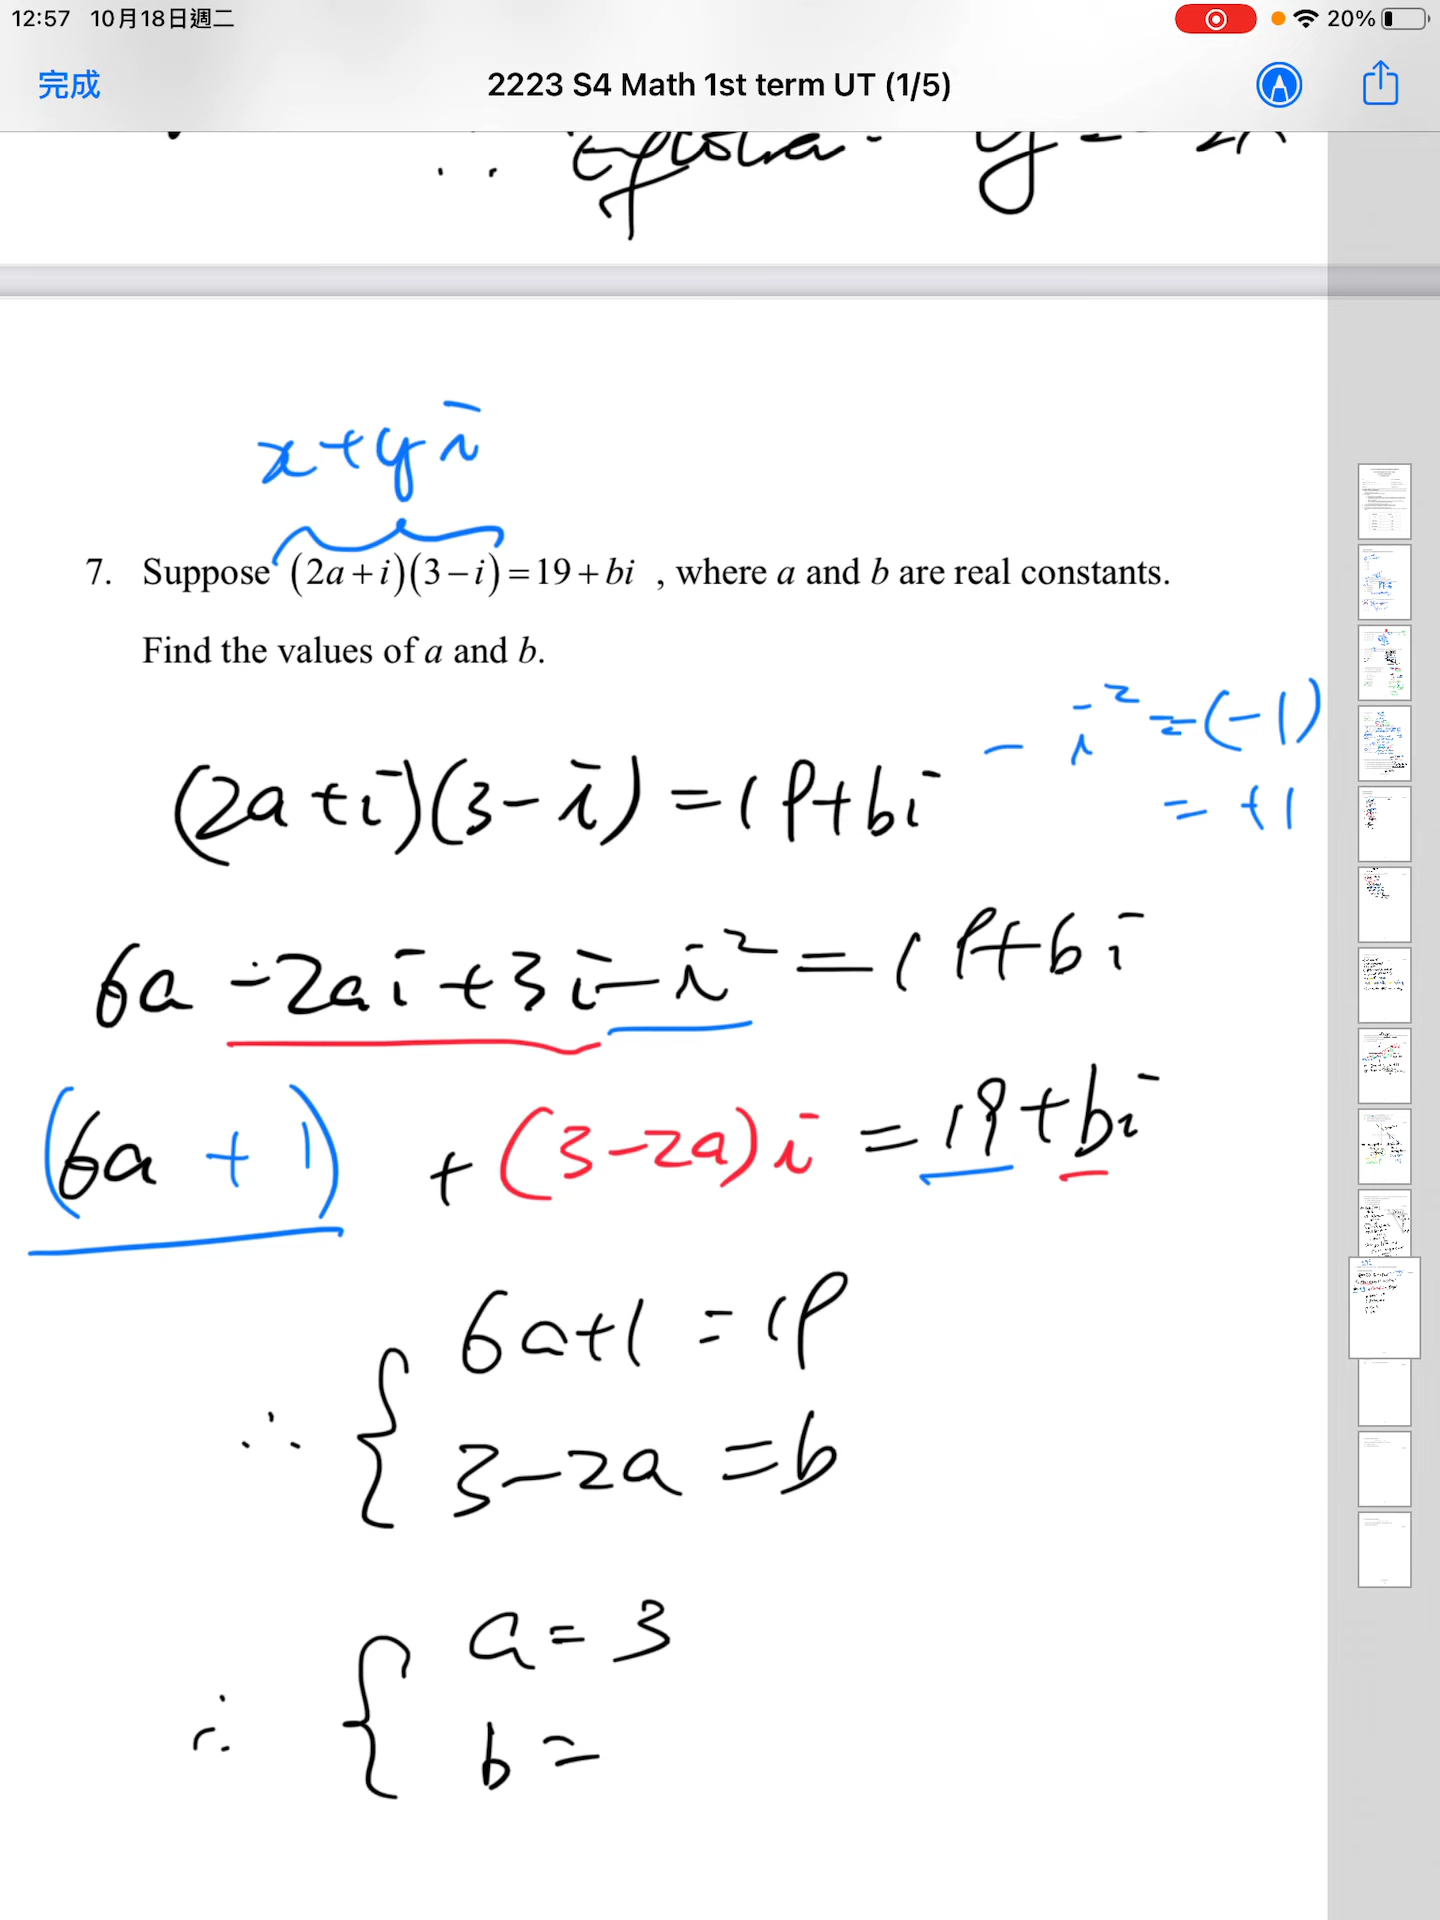 12:57 10月18日週二
20%
完成
2223 S4 Math 1st term UT (1/5)
x+yi
7. Suppose (2a+i)(3−i)=19+bi , where a and b are real constants.
Find the values of a and b.
− i² = (−1)
= +1
(2a+i)(3−i) = 19+bi
6a −2ai+3i−i² = 19+bi
(6a + 1) + (3−2a)i = 19+bi
6a+1 = 19
∴ {
3−2a = b
a = 3
∴ {
b =